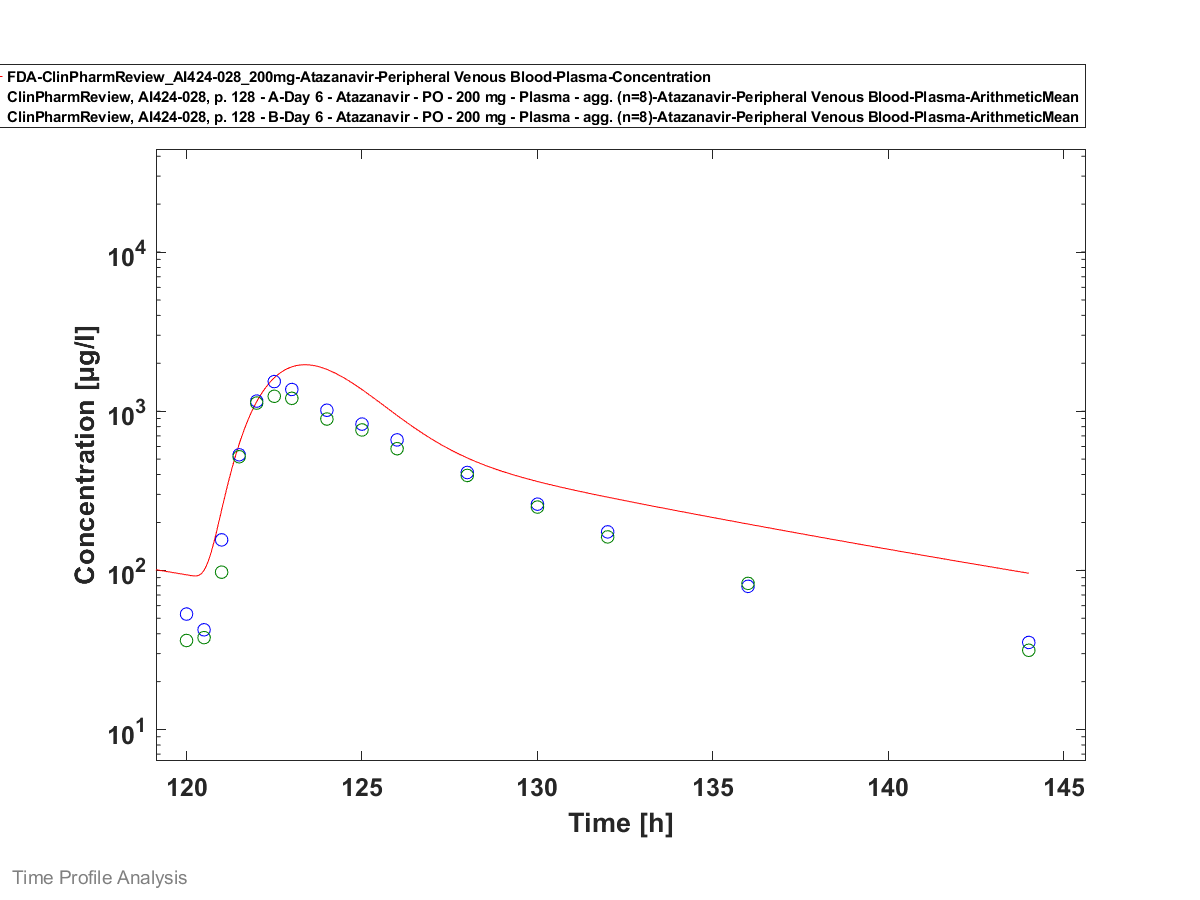 FDA-ClinPharmReview_AI424-028_200mg-Atazanavir-Peripheral Venous Blood-Plasma-Concentration
ClinPharmReview, AI424-028, p. 128 - A-Day 6 - Atazanavir - PO - 200 mg - Plasma - agg. (n=8)-Atazanavir-Peripheral Venous Blood-Plasma-ArithmeticMean
ClinPharmReview, AI424-028, p. 128 - B-Day 6 - Atazanavir - PO - 200 mg - Plasma - agg. (n=8)-Atazanavir-Peripheral Venous Blood-Plasma-ArithmeticMean
10^4
10^3
10^2
10^1
Concentration [µg/l]
120 125 130 135 140 145
Time [h]
Time Profile Analysis